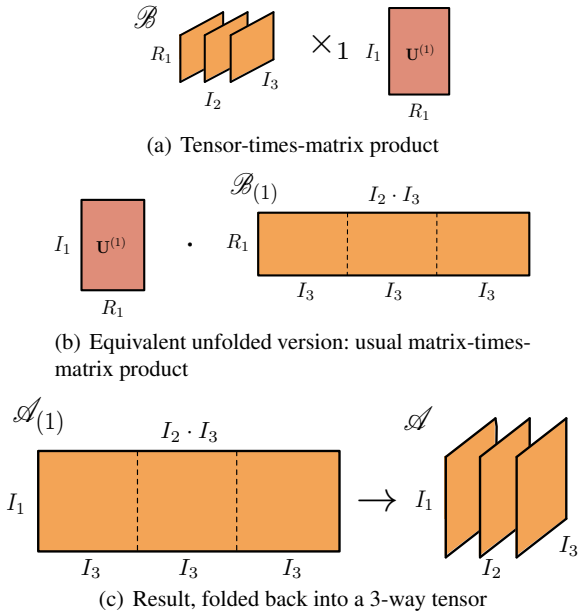 ℬ
R₁
I₂
I₃
×₁
I₁
U⁽¹⁾
R₁
(a) Tensor-times-matrix product
I₁
U⁽¹⁾
R₁
·
ℬ₍₁₎
I₂ · I₃
R₁
I₃ I₃ I₃
(b) Equivalent unfolded version: usual matrix-times-
matrix product
𝒜₍₁₎
I₂ · I₃
I₁
I₃ I₃ I₃
→
𝒜
I₁
I₂
I₃
(c) Result, folded back into a 3-way tensor